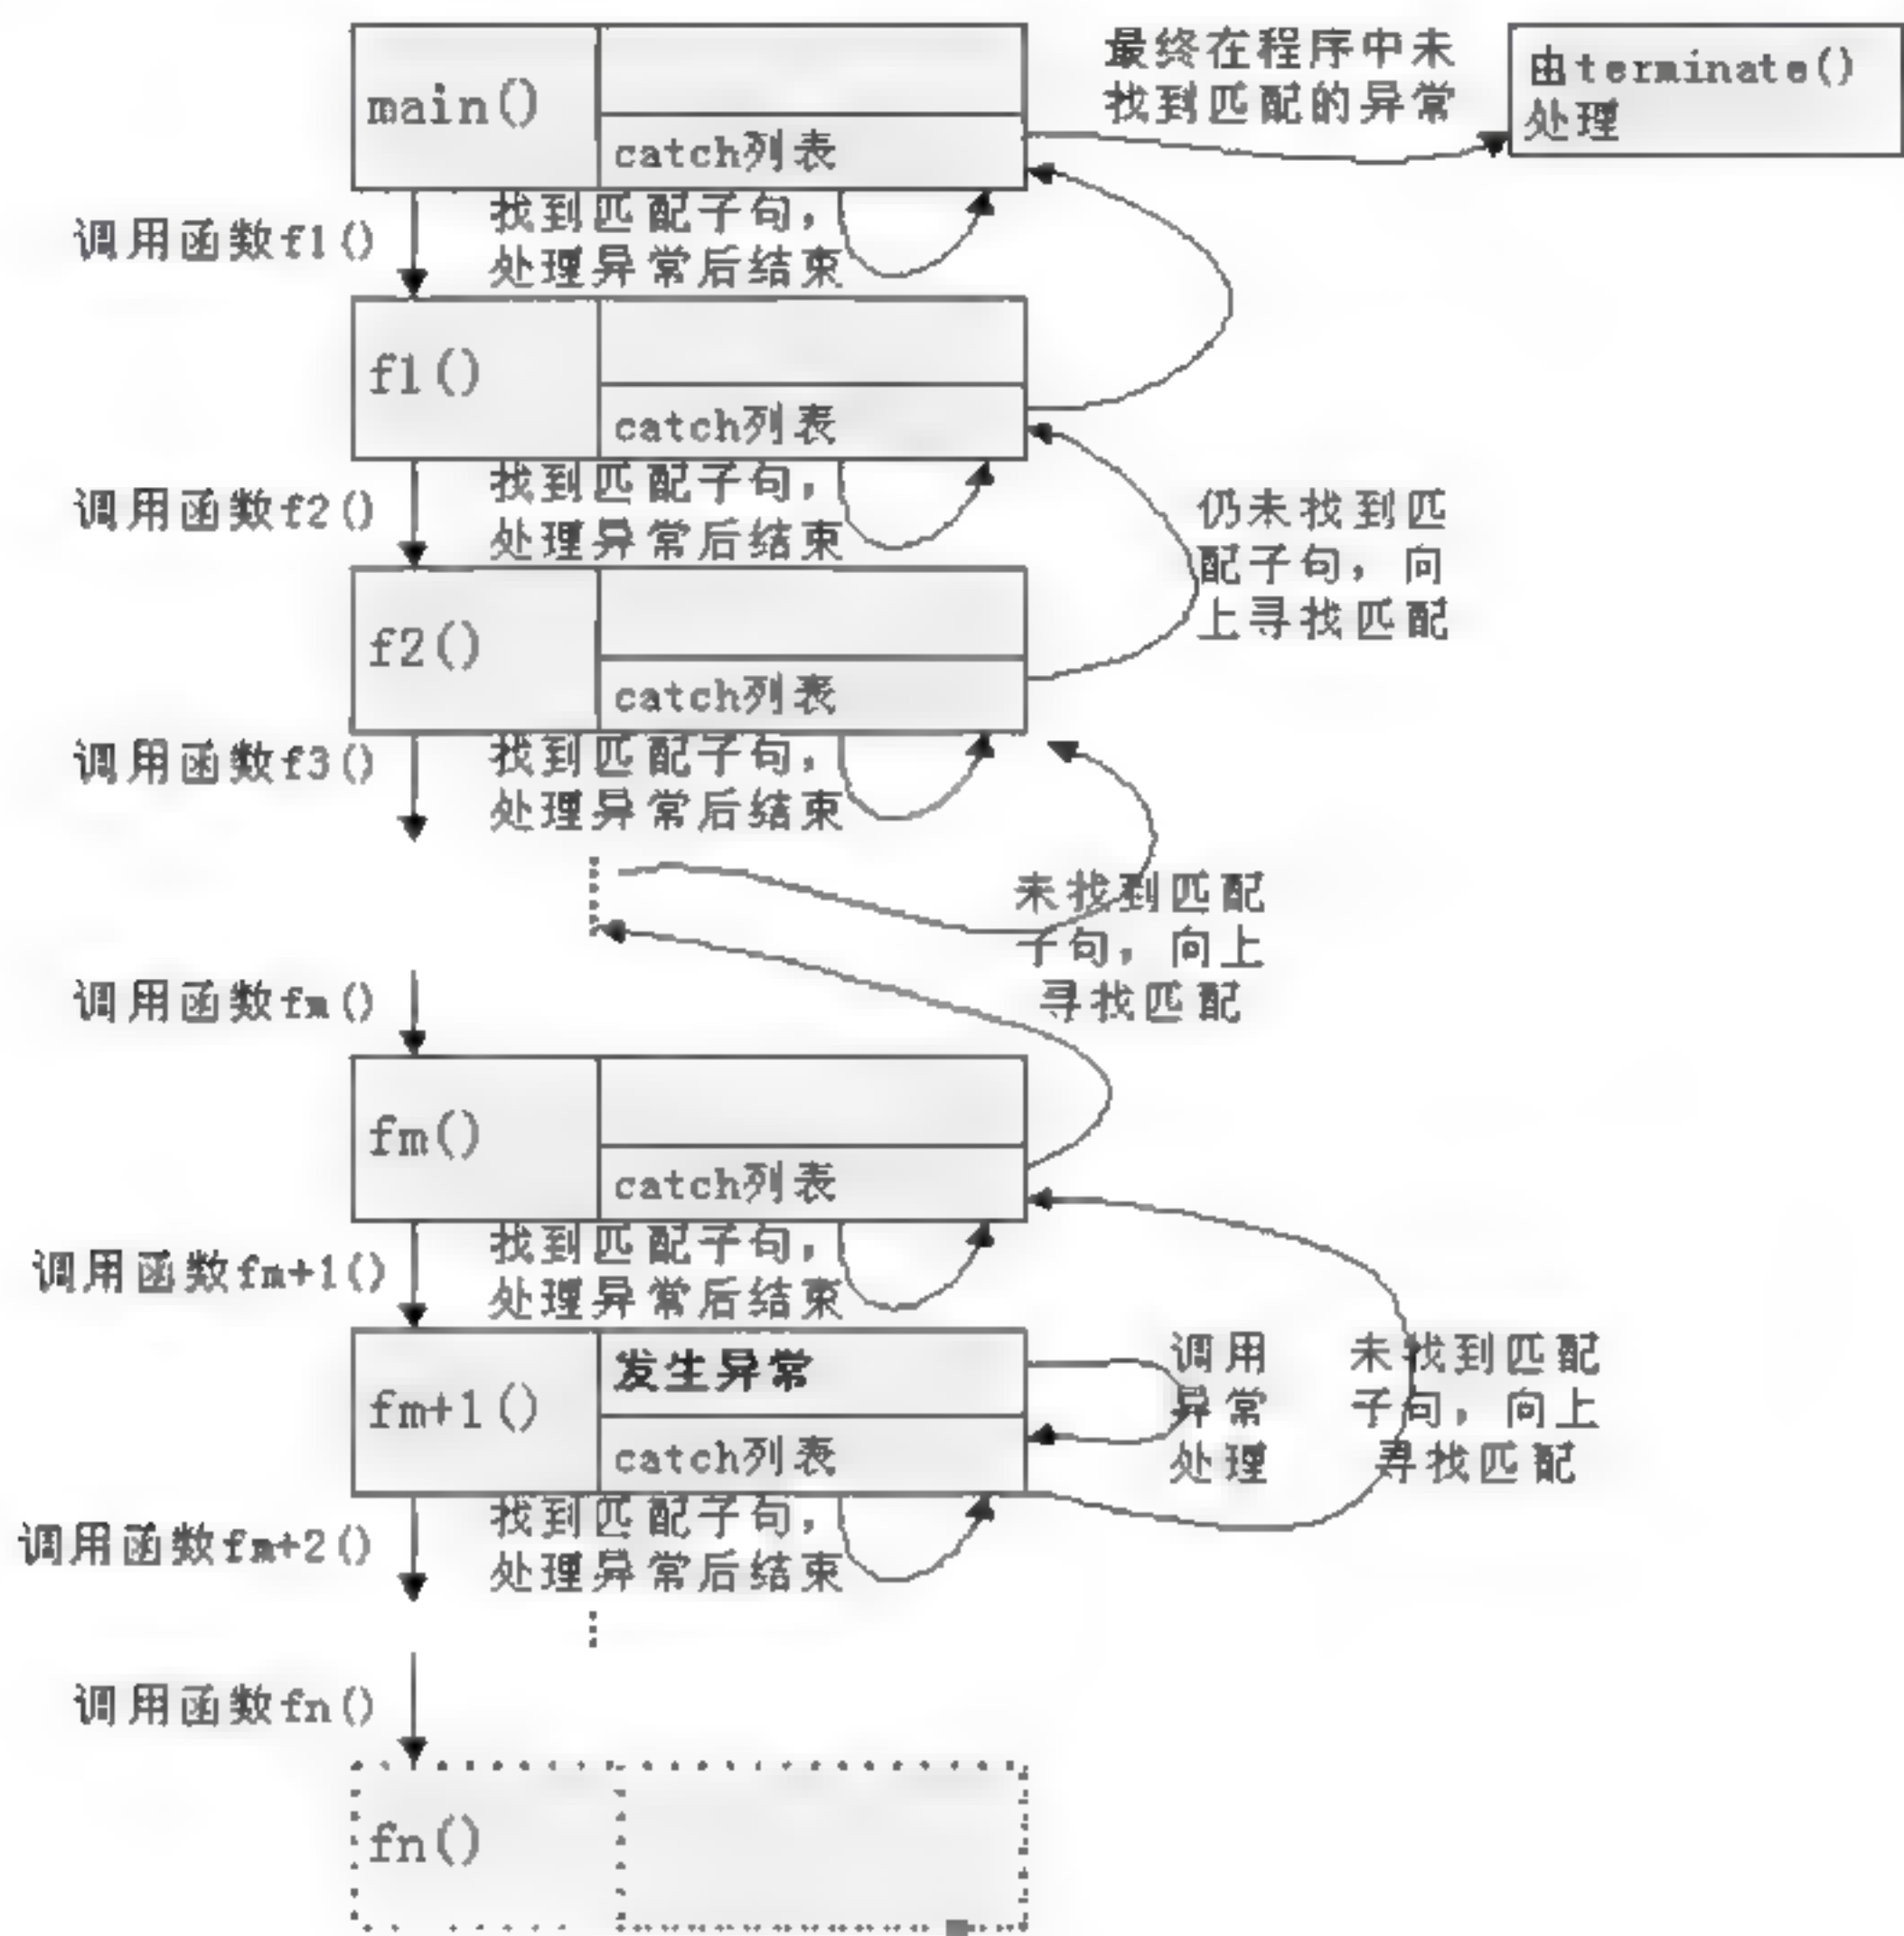 main()
catch列表
最终在程序中未
找到匹配的异常
由terminate()
处理
调用函数f1()
找到匹配子句，
处理异常后结束
f1()
catch列表
调用函数f2()
找到匹配子句，
处理异常后结束
仍未找到匹
配子句，向
上寻找匹配
f2()
catch列表
调用函数f3()
找到匹配子句，
处理异常后结束
未找到匹配
子句，向上
寻找匹配
调用函数fm()
fm()
catch列表
调用函数fm+1()
找到匹配子句，
处理异常后结束
fm+1()
发生异常
catch列表
调用
异常
处理
未找到匹配
子句，向上
寻找匹配
调用函数fm+2()
找到匹配子句，
处理异常后结束
调用函数fn()
fn()